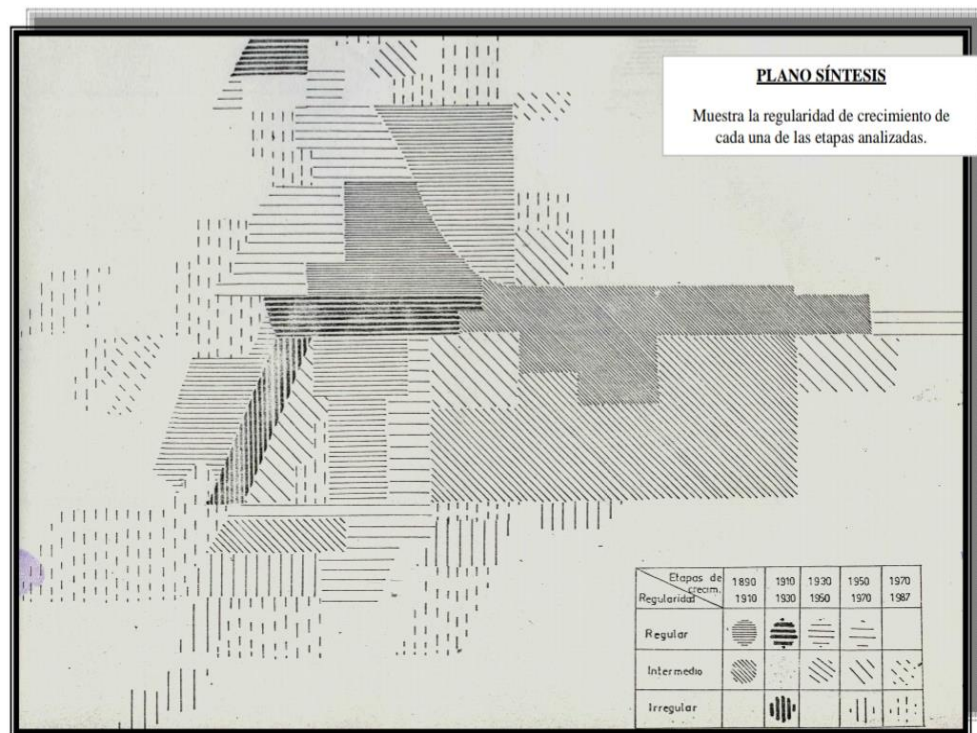 PLANO SÍNTESIS
Muestra la regularidad de crecimiento de
cada una de las etapas analizadas.
Etapas de crecim. 1890 1910 1930 1950 1970
Regularidad 1910 1930 1950 1970 1987
Regular
Intermedio
Irregular